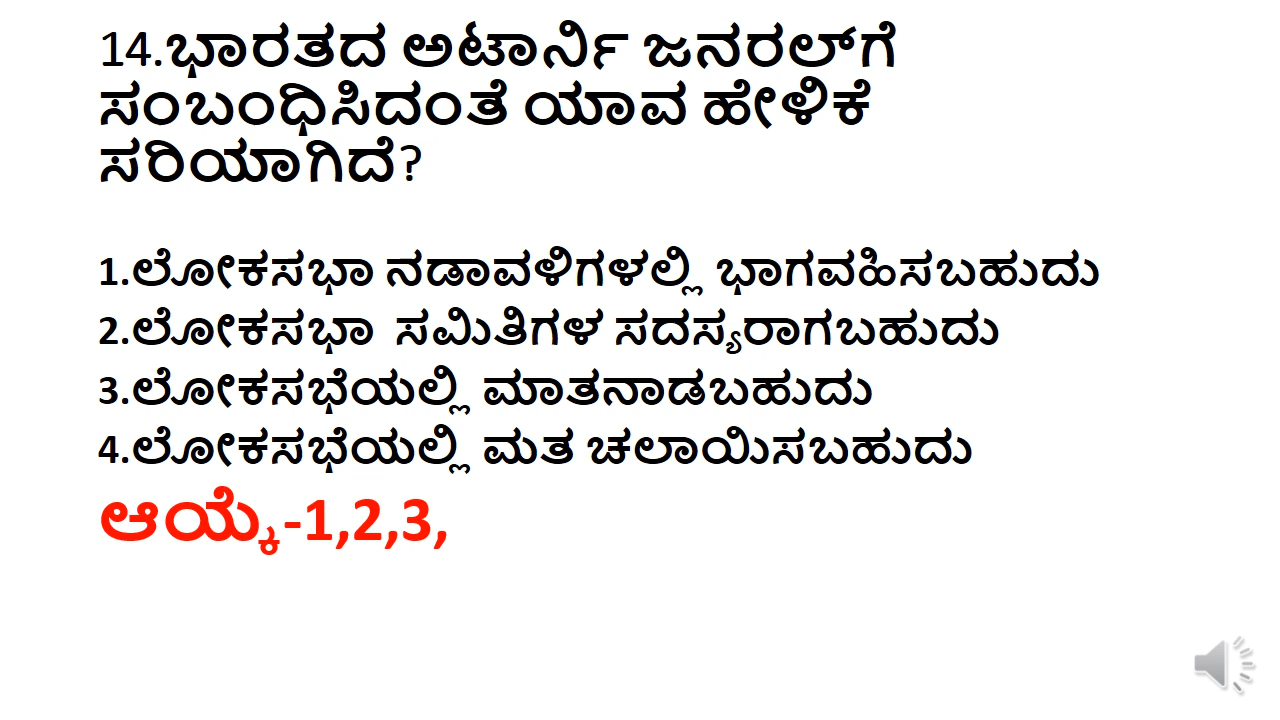 14.ಭಾರತದ ಅಟಾರ್ನಿ ಜನರಲ್‌ಗೆ
ಸಂಬಂಧಿಸಿದಂತೆ ಯಾವ ಹೇಳಿಕೆ
ಸರಿಯಾಗಿದೆ?
1.ಲೋಕಸಭಾ ನಡಾವಳಿಗಳಲ್ಲಿ ಭಾಗವಹಿಸಬಹುದು
2.ಲೋಕಸಭಾ ಸಮಿತಿಗಳ ಸದಸ್ಯರಾಗಬಹುದು
3.ಲೋಕಸಭೆಯಲ್ಲಿ ಮಾತನಾಡಬಹುದು
4.ಲೋಕಸಭೆಯಲ್ಲಿ ಮತ ಚಲಾಯಿಸಬಹುದು
ಆಯ್ಕೆ-1,2,3,